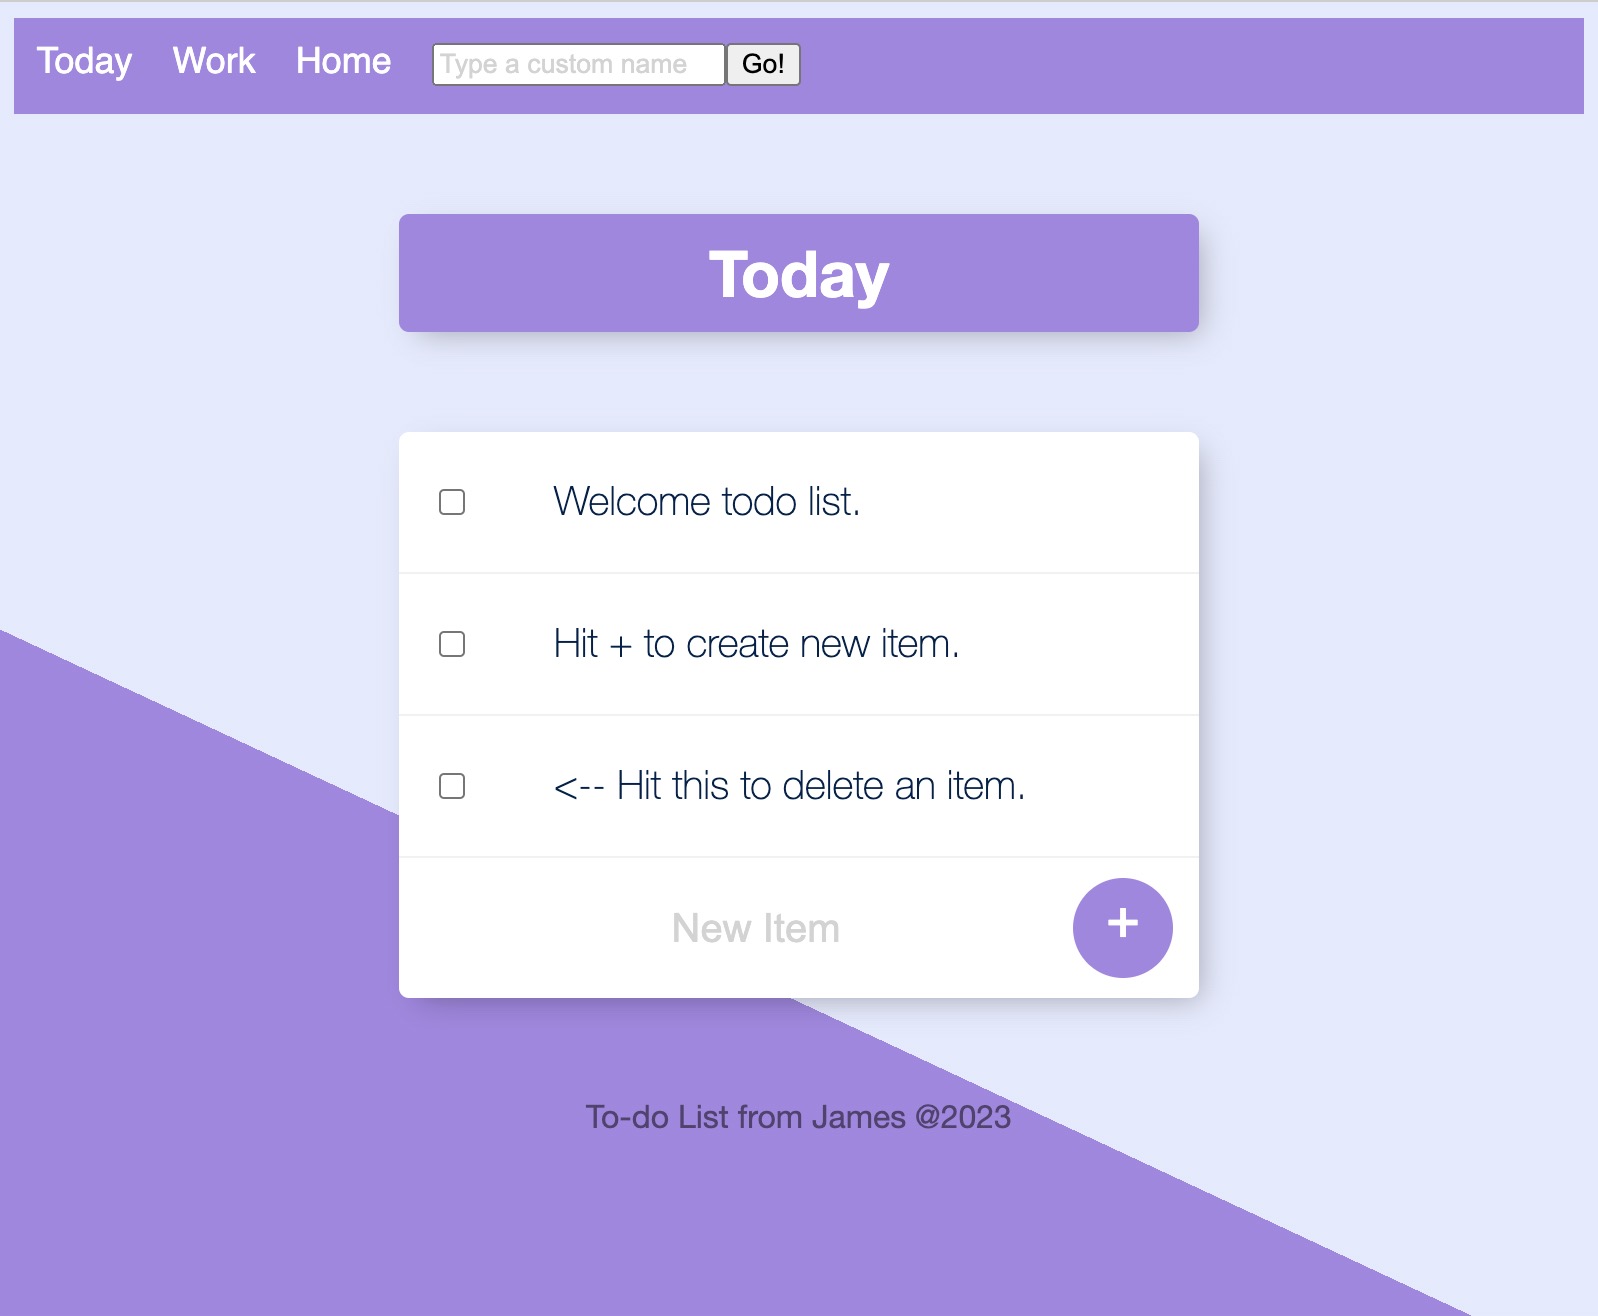 Today Work Home Type a custom name Go!
Today
Welcome todo list.
Hit + to create new item.
<-- Hit this to delete an item.
New Item +
To-do List from James @2023